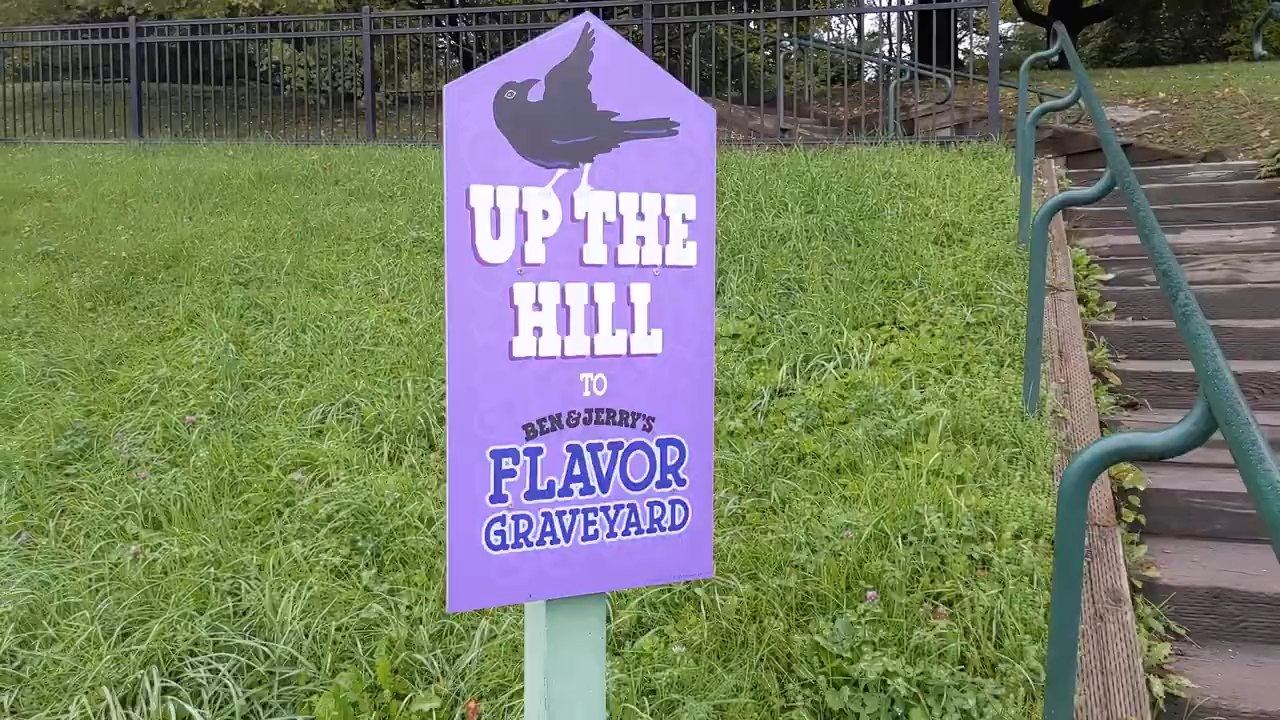 UP THE
HILL
TO
BEN & JERRY'S
FLAVOR
GRAVEYARD